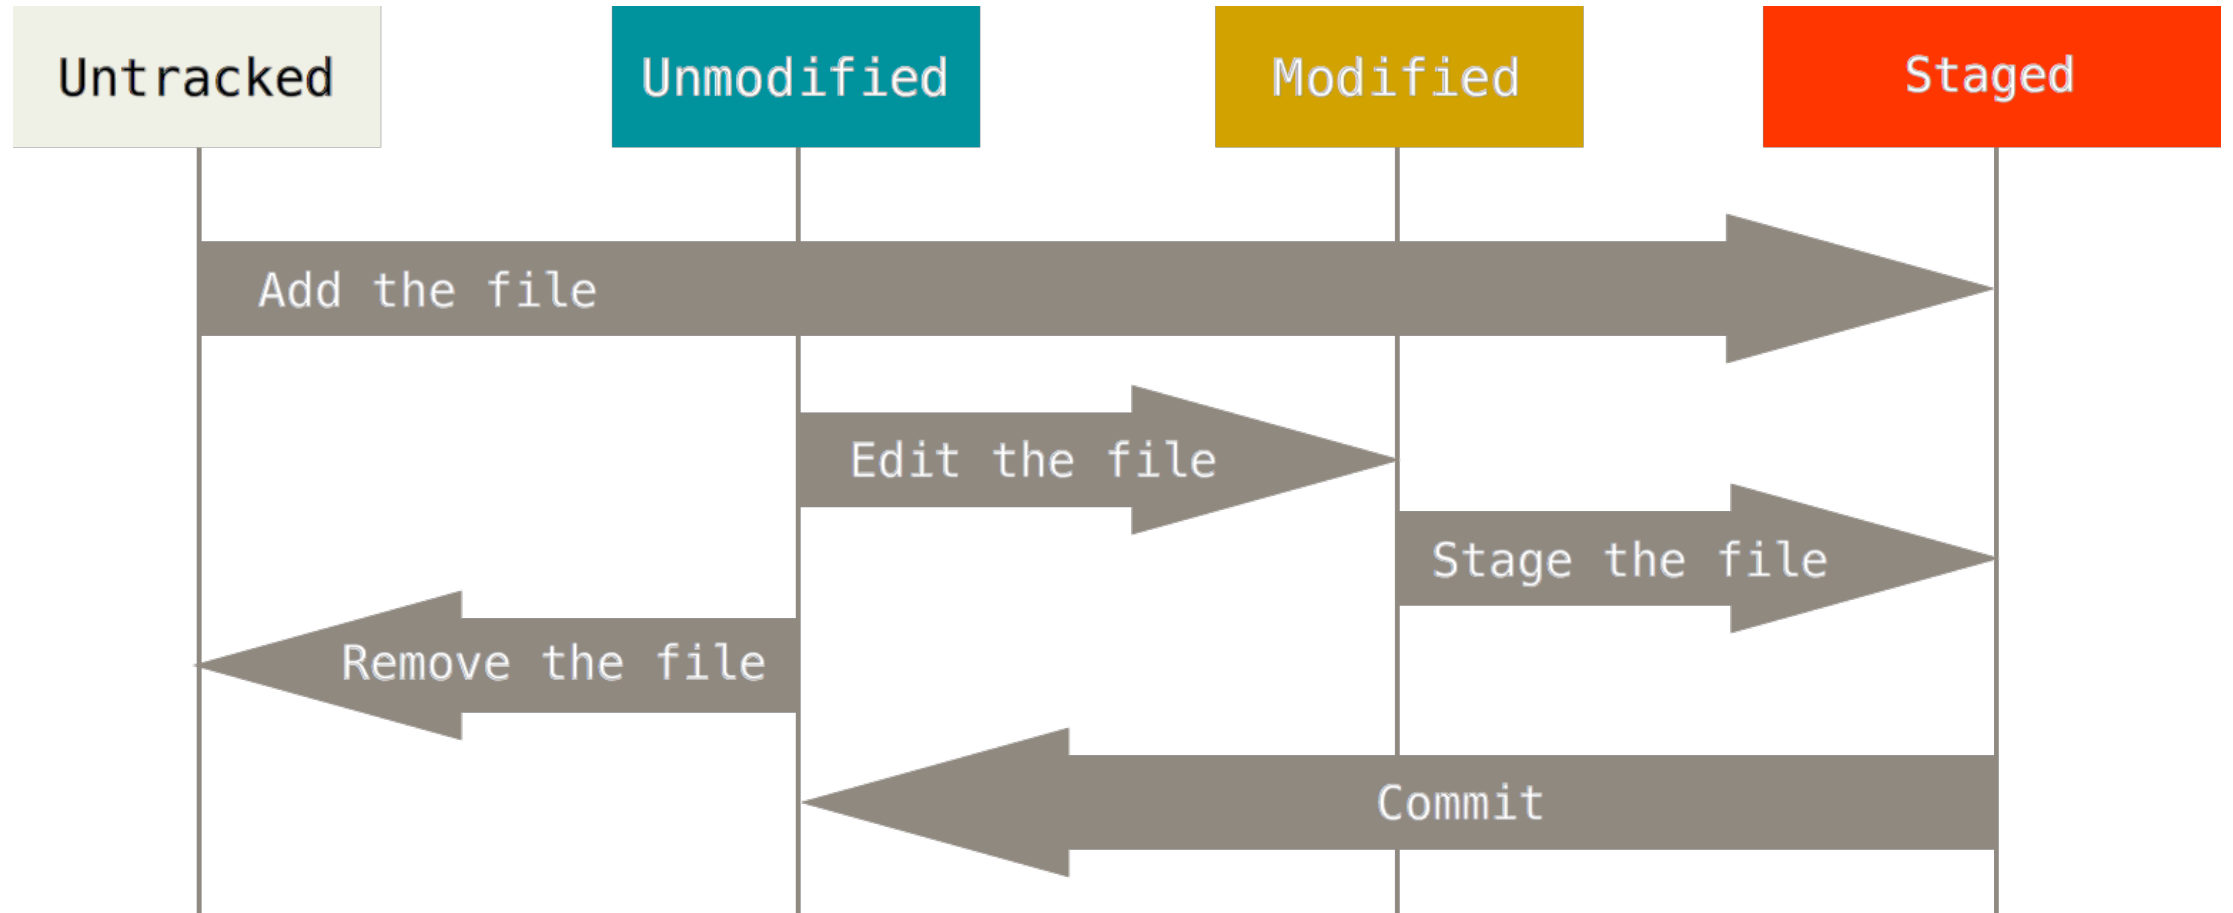 Untracked
Unmodified
Modified
Staged
Add the file
Edit the file
Stage the file
Remove the file
Commit